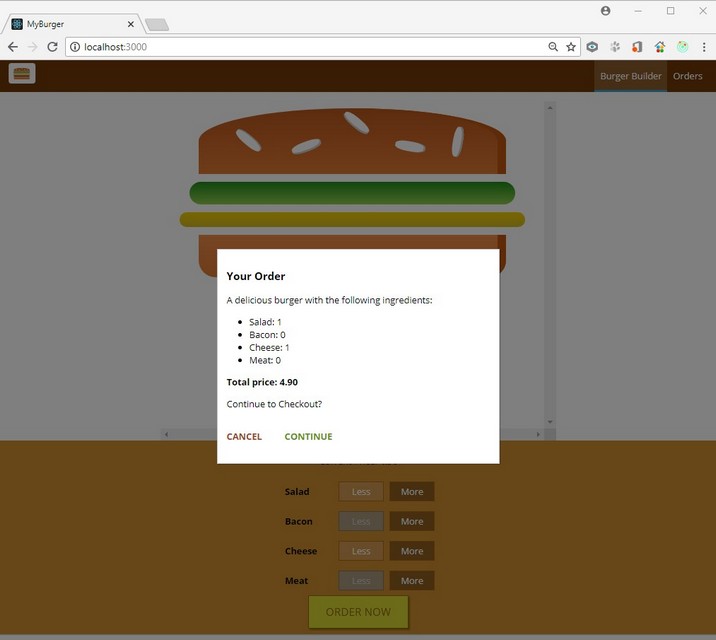 MyBurger
localhost:3000
Burger Builder Orders
Your Order
A delicious burger with the following ingredients:
Salad: 1
Bacon: 0
Cheese: 1
Meat: 0
Total price: 4.90
Continue to Checkout?
CANCEL CONTINUE
Salad Less More
Bacon Less More
Cheese Less More
Meat Less More
ORDER NOW